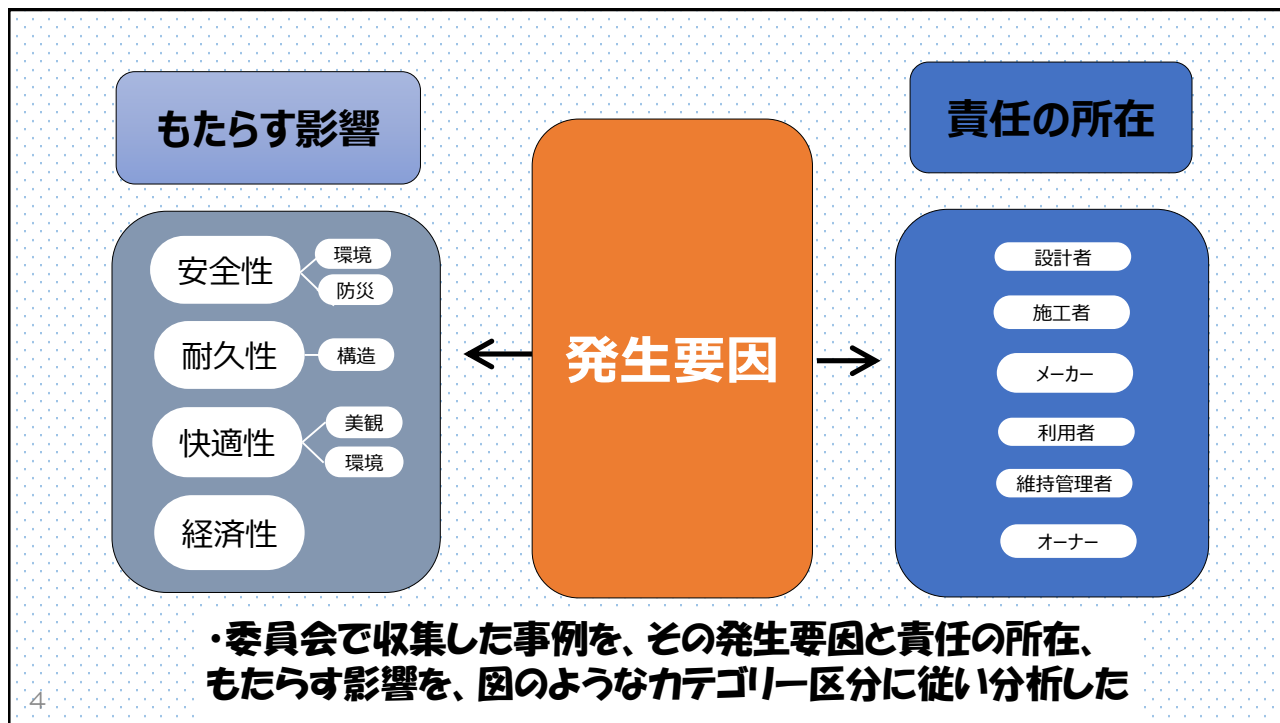 もたらす影響
安全性
環境
防災
耐久性
構造
快適性
美観
環境
経済性
発生要因
責任の所在
設計者
施工者
メーカー
利用者
維持管理者
オーナー
・委員会で収集した事例を、その発生要因と責任の所在、
もたらす影響を、図のようなカテゴリー区分に従い分析した
4